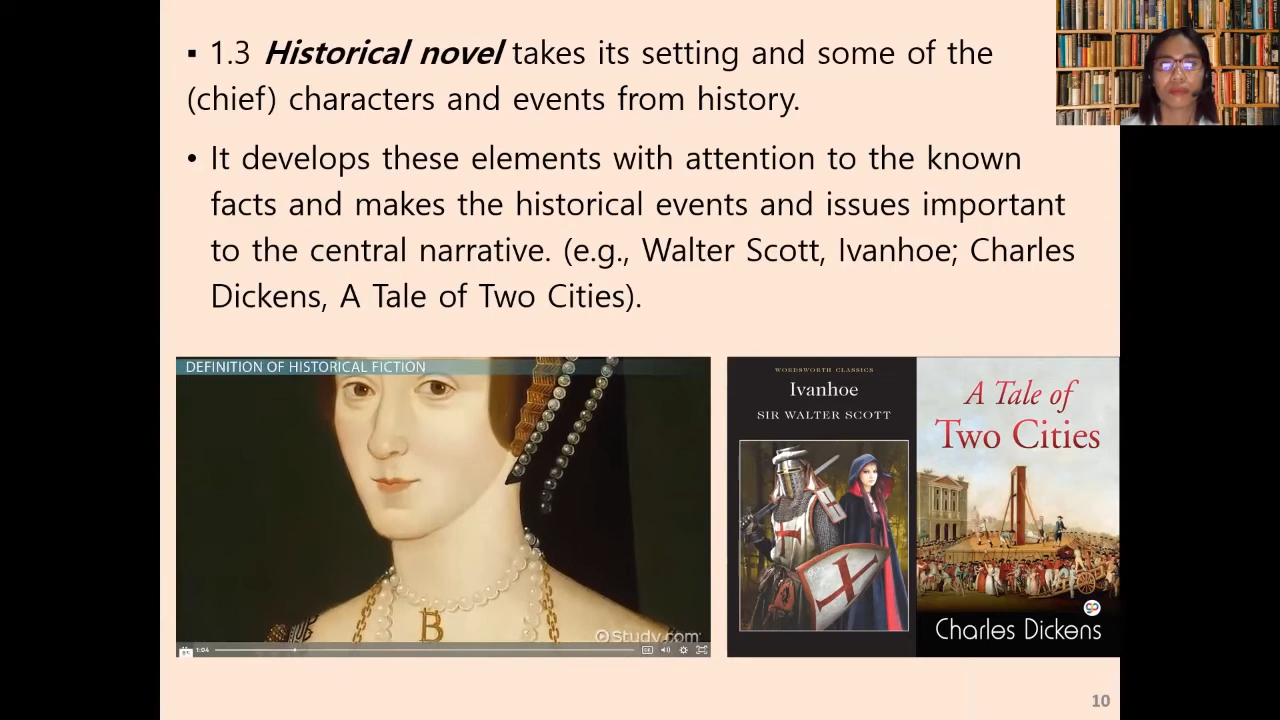 ▪ 1.3 Historical novel takes its setting and some of the
(chief) characters and events from history.
• It develops these elements with attention to the known
facts and makes the historical events and issues important
to the central narrative. (e.g., Walter Scott, Ivanhoe; Charles
Dickens, A Tale of Two Cities).
DEFINITION OF HISTORICAL FICTION
B
Study.com
1:04
WORDSWORTH CLASSICS
Ivanhoe
SIR WALTER SCOTT
A Tale of
Two Cities
Charles Dickens
10